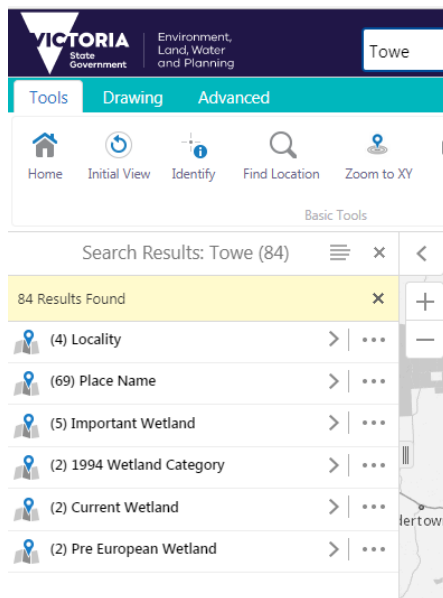 VICTORIA
State
Government
Environment,
Land, Water
and Planning
Towe
Tools Drawing Advanced
Home Initial View Identify Find Location Zoom to XY
Basic Tools
Search Results: Towe (84)
84 Results Found
(4) Locality
(69) Place Name
(5) Important Wetland
(2) 1994 Wetland Category
(2) Current Wetland
(2) Pre European Wetland